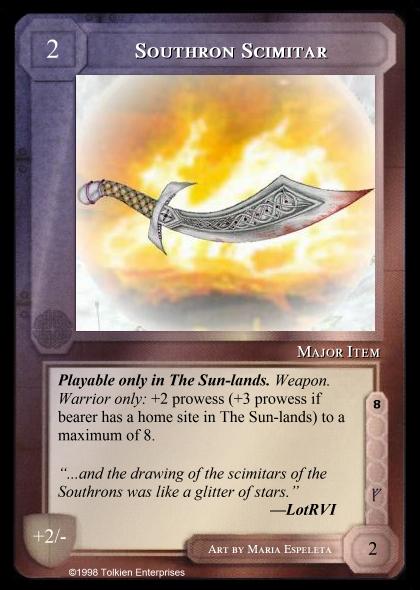 2
SOUTHRON SCIMITAR
MAJOR ITEM
Playable only in The Sun-lands. Weapon.
Warrior only: +2 prowess (+3 prowess if
bearer has a home site in The Sun-lands) to a
maximum of 8.
“...and the drawing of the scimitars of the
Southrons was like a glitter of stars.”
—LotRVI
8
+2/-
ART BY MARIA ESPELETA
2
©1998 Tolkien Enterprises